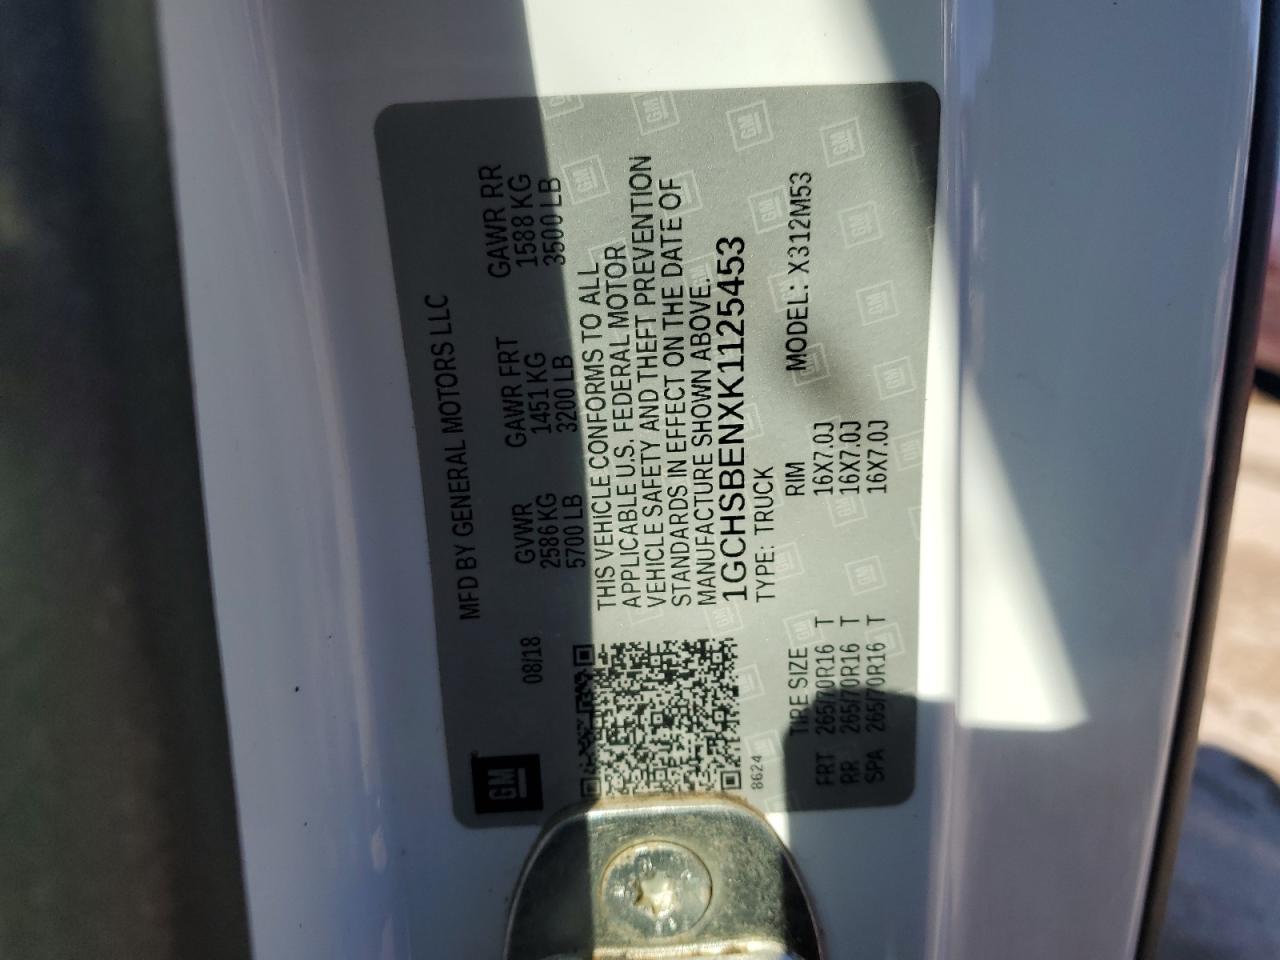 GM
MFD BY GENERAL MOTORS LLC
08/18
GVWR GAWR FRT GAWR RR
2586 KG 1451 KG 1588 KG
5700 LB 3200 LB 3500 LB
THIS VEHICLE CONFORMS TO ALL
APPLICABLE U.S. FEDERAL MOTOR
VEHICLE SAFETY AND THEFT PREVENTION
STANDARDS IN EFFECT ON THE DATE OF
MANUFACTURE SHOWN ABOVE.
1GCHSBENXK1125453
8624
TYPE: TRUCK
TIRE SIZE RIM MODEL: X312M53
FRT 265/70R16 T 16X7.0J
RR 265/70R16 T 16X7.0J
SPA 265/70R16 T 16X7.0J